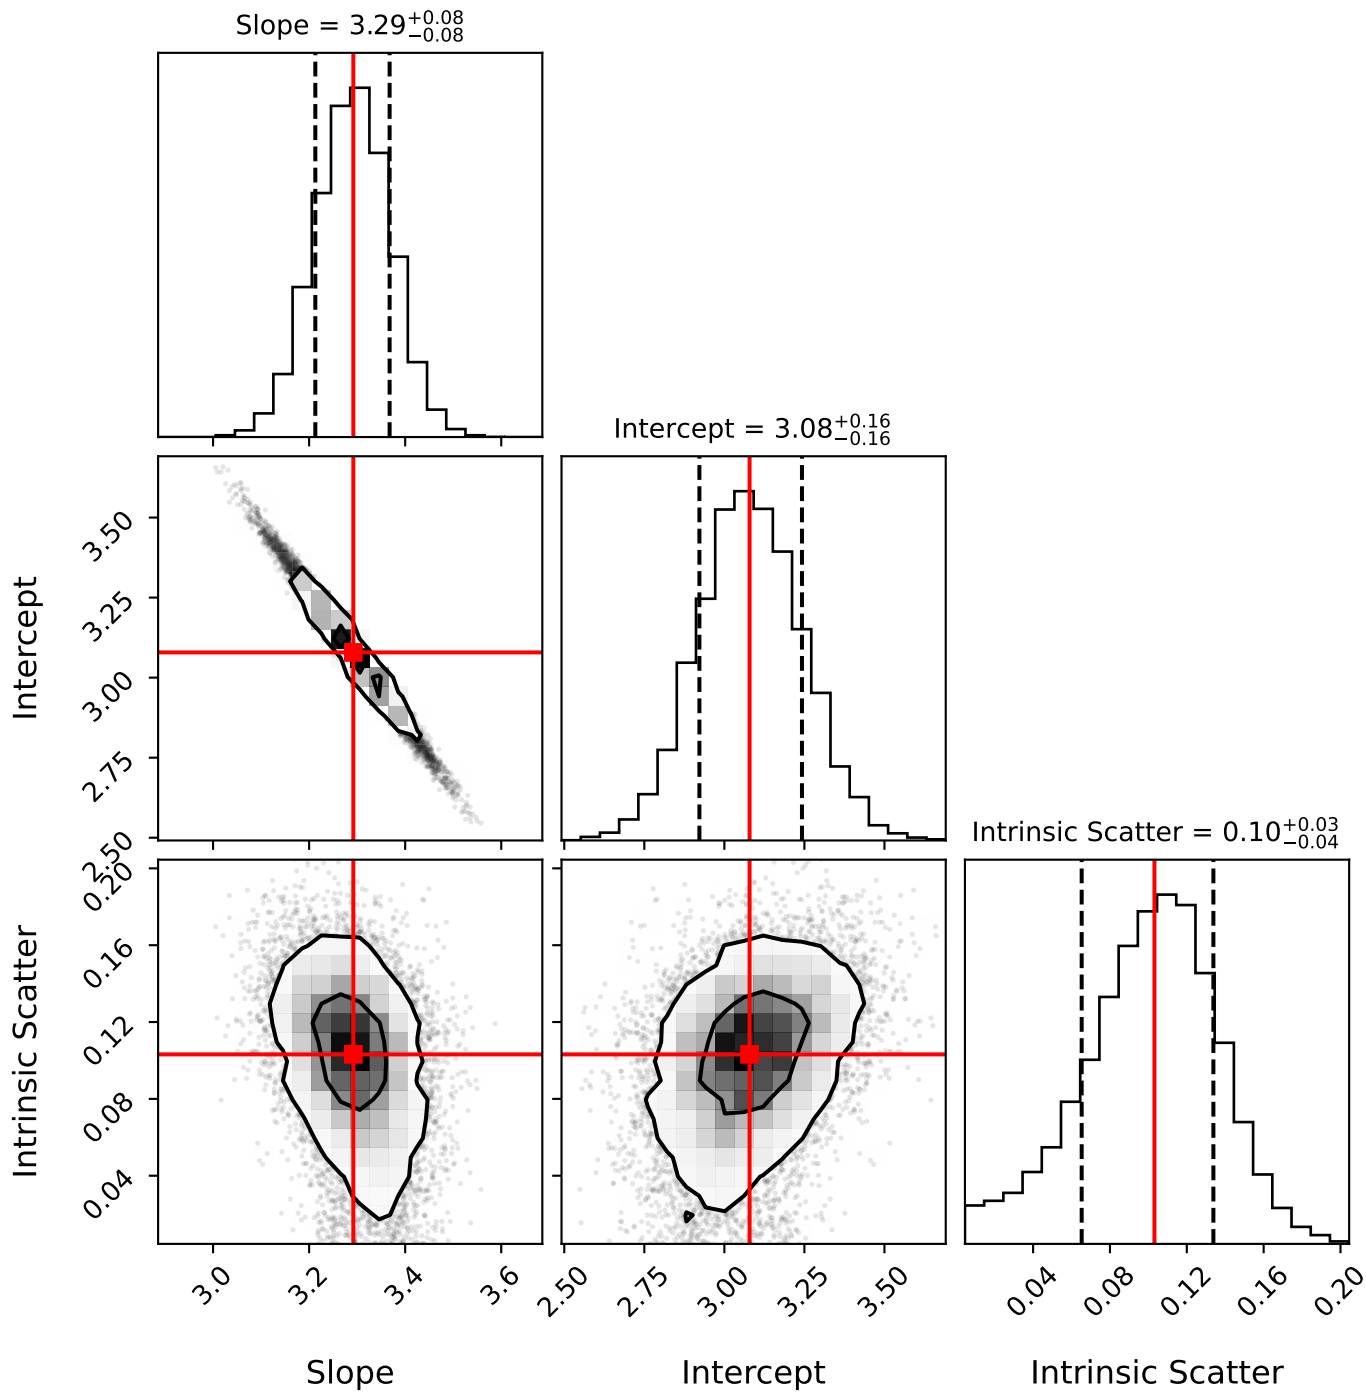 Slope = 3.29+0.08−0.08
Intercept = 3.08+0.16−0.16
Intrinsic Scatter = 0.10+0.03−0.04
Intercept
3.50
3.25
3.00
2.75
2.50
Intrinsic Scatter
0.20
0.16
0.12
0.08
0.04
3.0 3.2 3.4 3.6
2.50 2.75 3.00 3.25 3.50
0.04 0.08 0.12 0.16 0.20
Slope
Intercept
Intrinsic Scatter